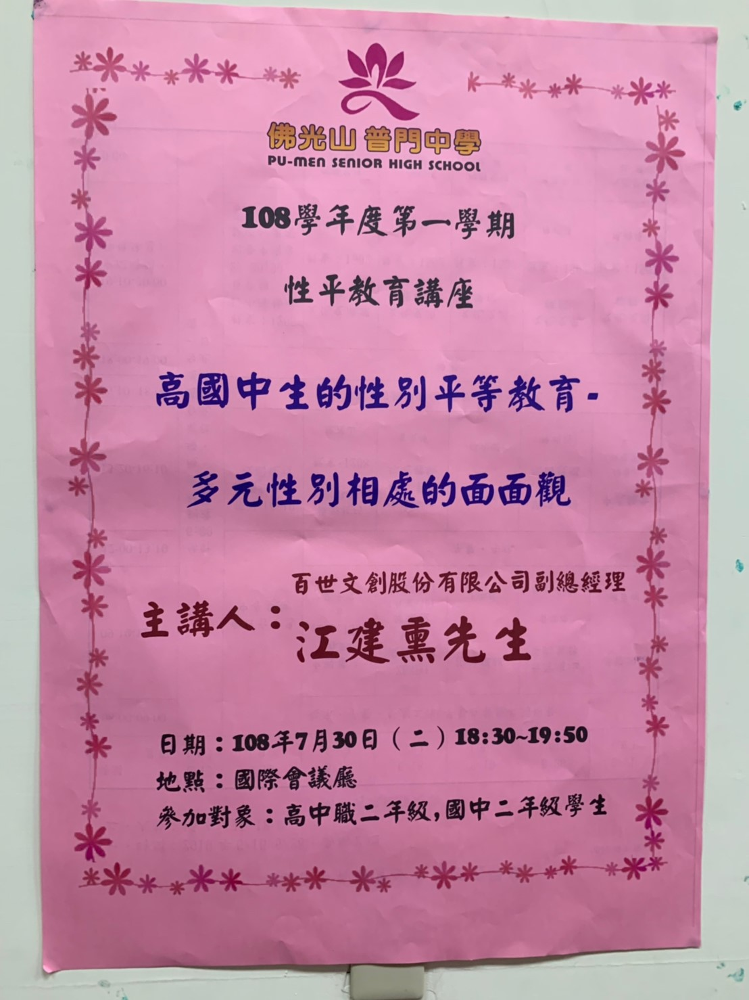 佛光山 普門中學
PU-MEN SENIOR HIGH SCHOOL
108學年度第一學期
性平教育講座
高國中生的性別平等教育-
多元性別相處的面面觀
百世文創股份有限公司副總經理
主講人：江建熏先生
日期：108年7月30日（二）18:30~19:50
地點：國際會議廳
參加對象：高中職二年級,國中二年級學生